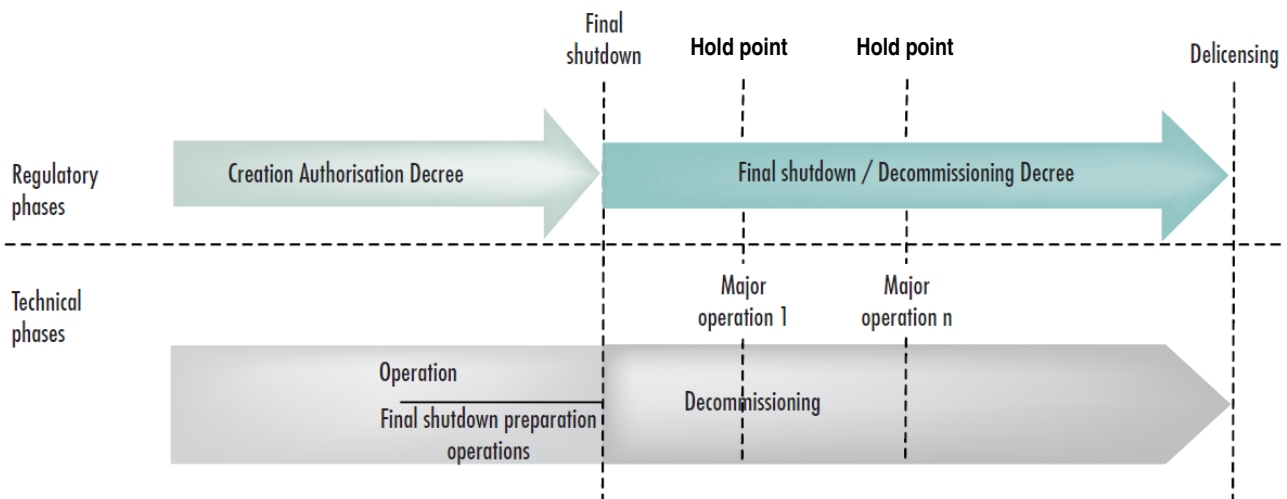 Final
shutdown
Hold point
Hold point
Delicensing
Regulatory
phases
Creation Authorisation Decree
Final shutdown / Decommissioning Decree
Technical
phases
Major
operation 1
Major
operation n
Operation
Final shutdown preparation
operations
Decommissioning